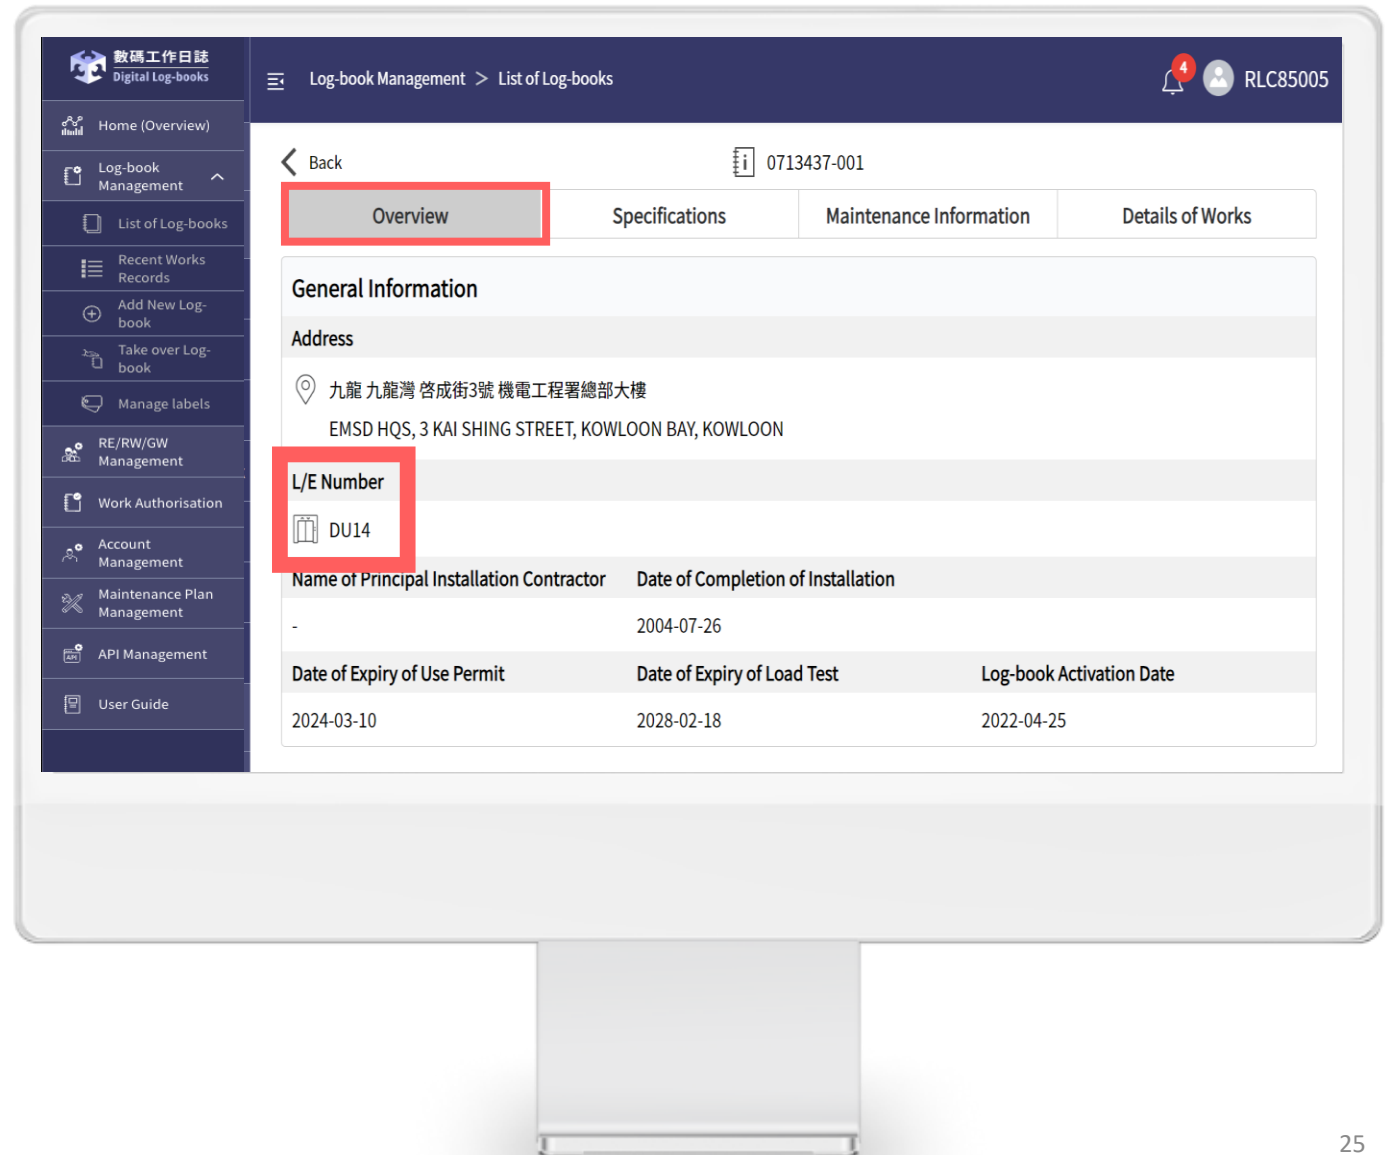 數碼工作日誌
Digital Log-books
Log-book Management > List of Log-books
4
RLC85005
Home (Overview)
Log-book
Management
List of Log-books
Recent Works
Records
Add New Log-
book
Take over Log-
book
Manage labels
RE/RW/GW
Management
Work Authorisation
Account
Management
Maintenance Plan
Management
API
API Management
User Guide
Back
0713437-001
Overview
Specifications
Maintenance Information
Details of Works
General Information
Address
九龍 九龍灣 啓成街3號 機電工程署總部大樓
EMSD HQS, 3 KAI SHING STREET, KOWLOON BAY, KOWLOON
L/E Number
DU14
Name of Principal Installation Contractor
Date of Completion of Installation
-
2004-07-26
Date of Expiry of Use Permit
Date of Expiry of Load Test
Log-book Activation Date
2024-03-10
2028-02-18
2022-04-25
25